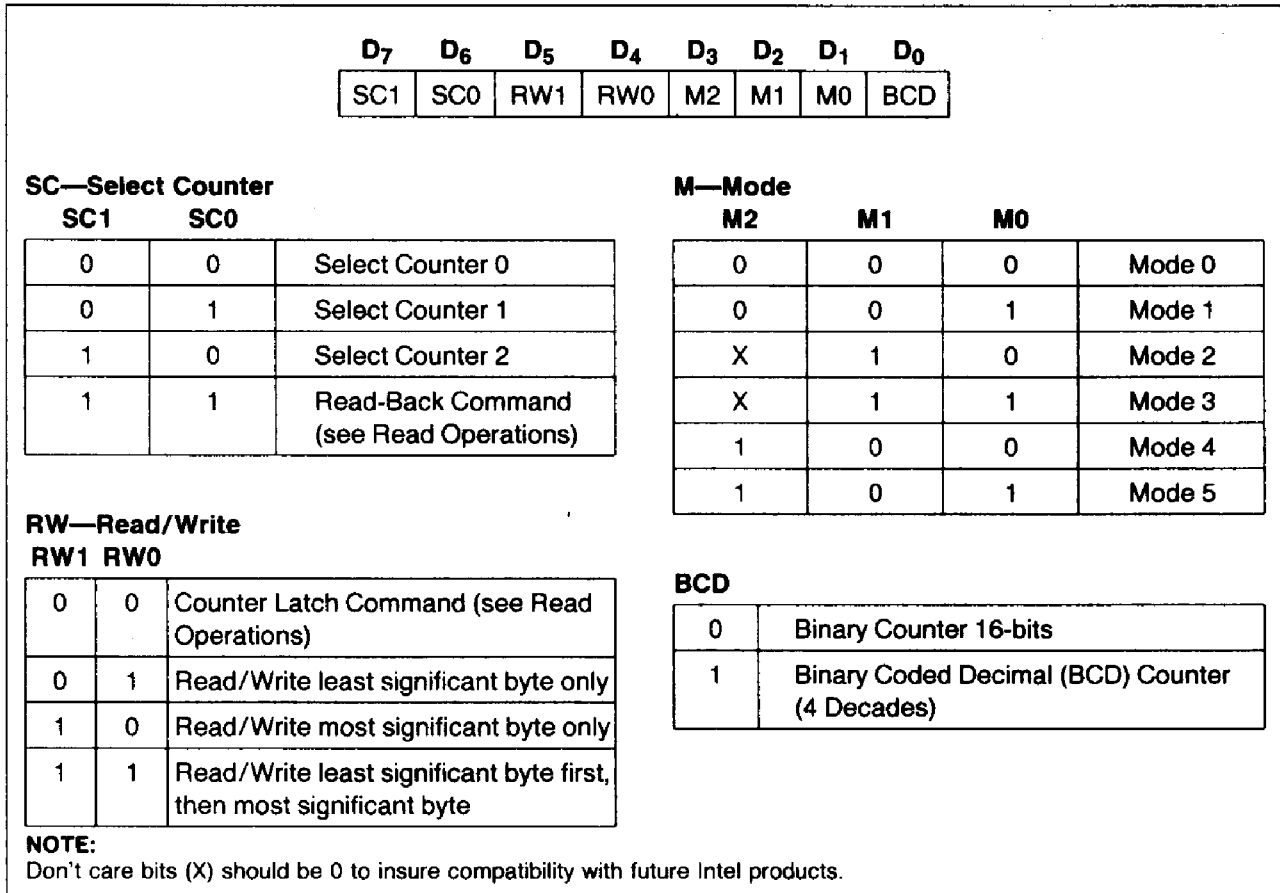 D7 D6 D5 D4 D3 D2 D1 D0
SC1 SC0 RW1 RW0 M2 M1 M0 BCD
SC—Select Counter
SC1 SC0
0 0 Select Counter 0
0 1 Select Counter 1
1 0 Select Counter 2
1 1 Read-Back Command
(see Read Operations)
RW—Read/Write
RW1 RW0
0 0 Counter Latch Command (see Read
Operations)
0 1 Read/Write least significant byte only
1 0 Read/Write most significant byte only
1 1 Read/Write least significant byte first,
then most significant byte
M—Mode
M2 M1 M0
0 0 0 Mode 0
0 0 1 Mode 1
X 1 0 Mode 2
X 1 1 Mode 3
1 0 0 Mode 4
1 0 1 Mode 5
BCD
0 Binary Counter 16-bits
1 Binary Coded Decimal (BCD) Counter
(4 Decades)
NOTE:
Don't care bits (X) should be 0 to insure compatibility with future Intel products.